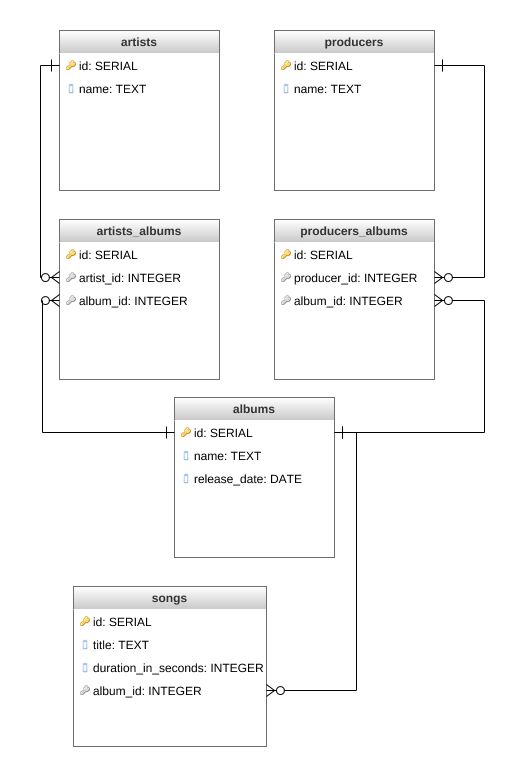 artists
id: SERIAL
name: TEXT
producers
id: SERIAL
name: TEXT
artists_albums
id: SERIAL
artist_id: INTEGER
album_id: INTEGER
producers_albums
id: SERIAL
producer_id: INTEGER
album_id: INTEGER
albums
id: SERIAL
name: TEXT
release_date: DATE
songs
id: SERIAL
title: TEXT
duration_in_seconds: INTEGER
album_id: INTEGER